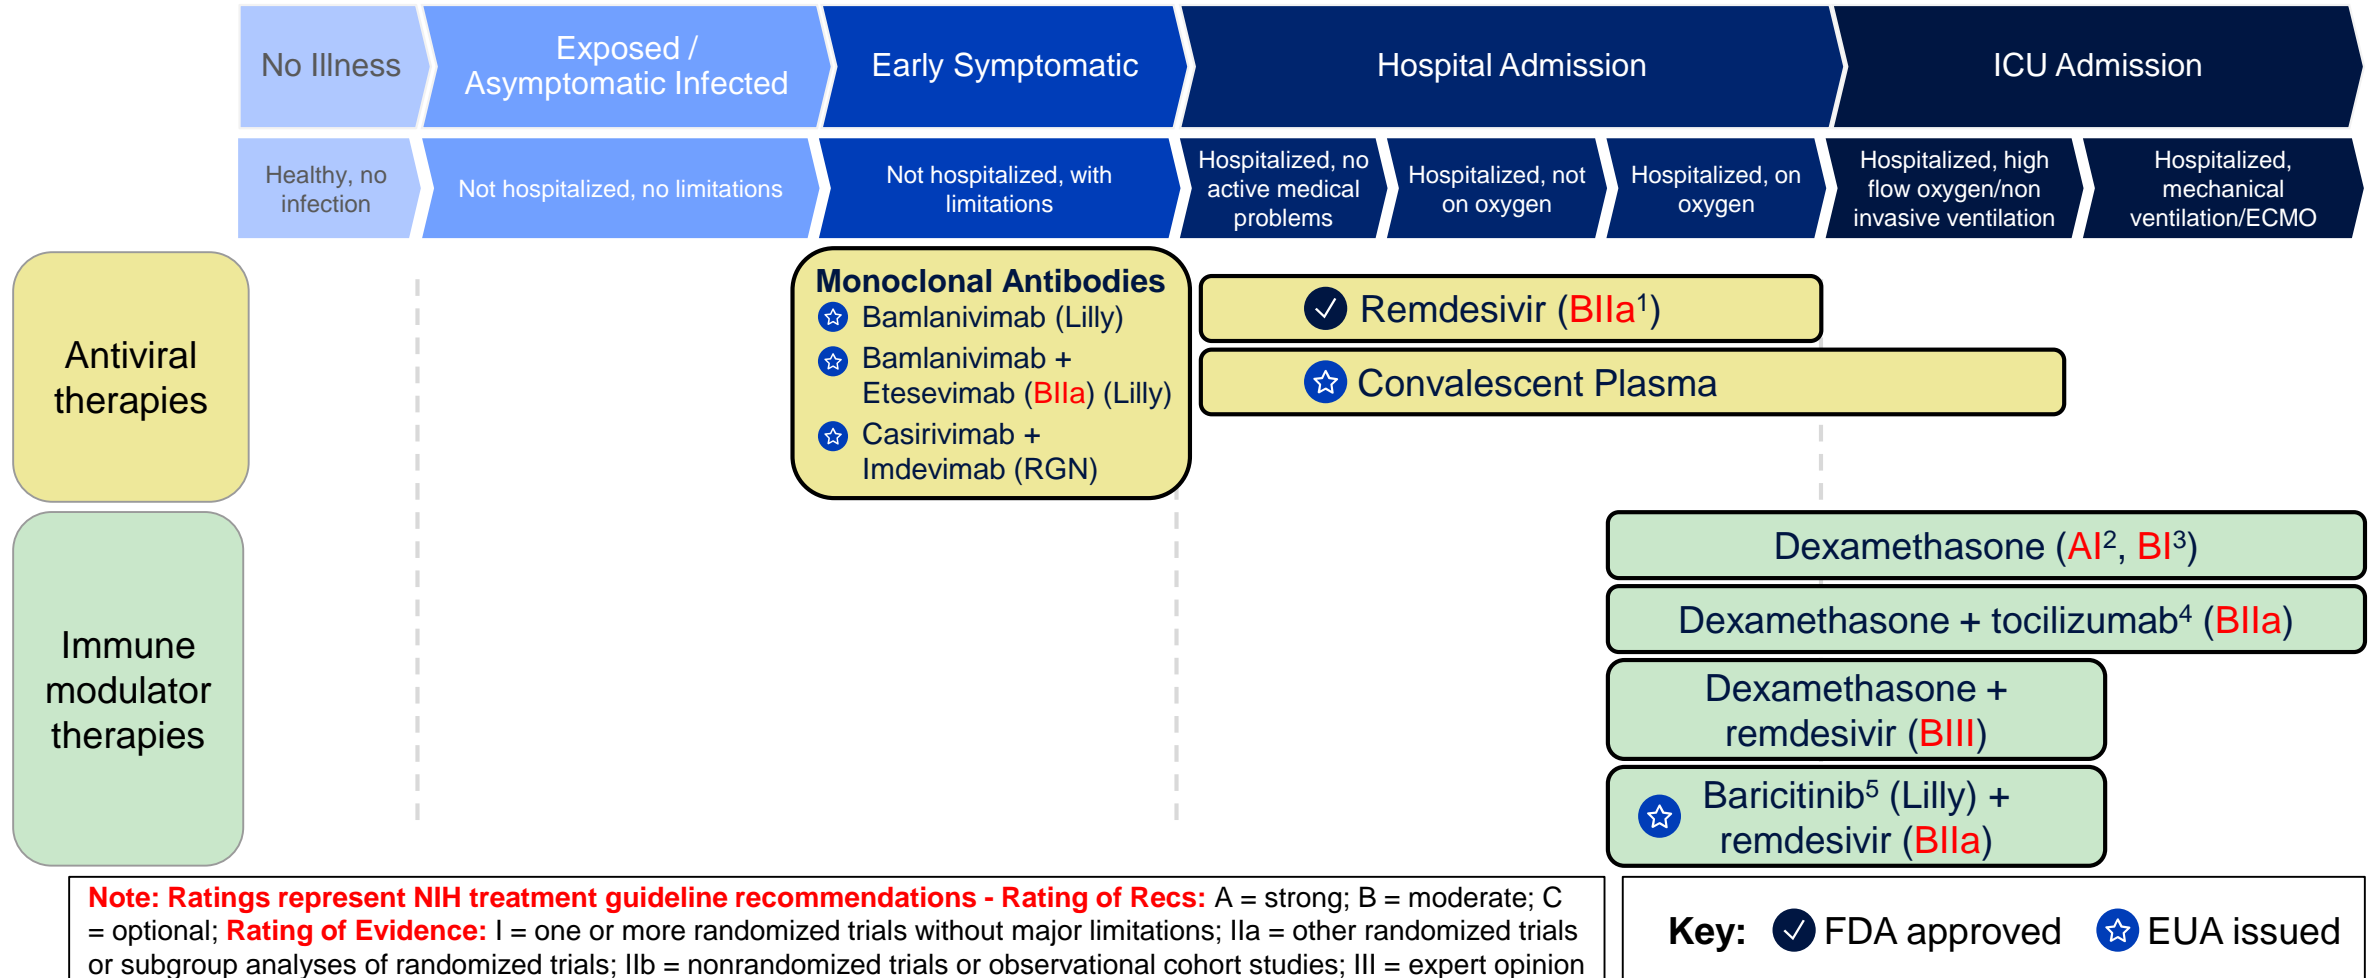 No Illness
Exposed /
Asymptomatic Infected
Early Symptomatic
Hospital Admission
ICU Admission
Healthy, no
infection
Not hospitalized, no limitations
Not hospitalized, with
limitations
Hospitalized, no
active medical
problems
Hospitalized, not
on oxygen
Hospitalized, on
oxygen
Hospitalized, high
flow oxygen/non
invasive ventilation
Hospitalized,
mechanical
ventilation/ECMO
Antiviral
therapies
Monoclonal Antibodies
Bamlanivimab (Lilly)
Bamlanivimab +
Etesevimab (BIIa) (Lilly)
Casirivimab +
Imdevimab (RGN)
Remdesivir (BIIa¹)
Convalescent Plasma
Immune
modulator
therapies
Dexamethasone (AI², BI³)
Dexamethasone + tocilizumab⁴ (BIIa)
Dexamethasone +
remdesivir (BIII)
Baricitinib⁵ (Lilly) +
remdesivir (BIIa)
Note: Ratings represent NIH treatment guideline recommendations - Rating of Recs: A = strong; B = moderate; C
= optional; Rating of Evidence: I = one or more randomized trials without major limitations; IIa = other randomized trials
or subgroup analyses of randomized trials; IIb = nonrandomized trials or observational cohort studies; III = expert opinion
Key: FDA approved EUA issued